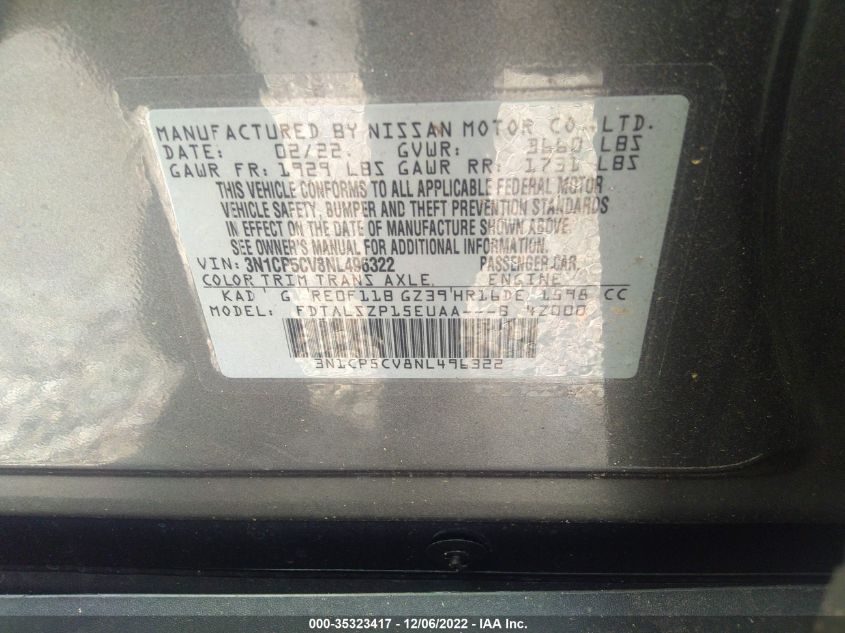 MANUFACTURED BY NISSAN MOTOR CO., LTD.
DATE: 02/22. GVWR: 3660 LBS
GAWR FR: 1929 LBS GAWR RR: 1731 LBS
THIS VEHICLE CONFORMS TO ALL APPLICABLE FEDERAL MOTOR
VEHICLE SAFETY, BUMPER AND THEFT PREVENTION STANDARDS
IN EFFECT ON THE DATE OF MANUFACTURE SHOWN ABOVE.
SEE OWNER'S MANUAL FOR ADDITIONAL INFORMATION.
VIN: 3N1CP5CV8NL496322 PASSENGER CAR
COLOR TRIM TRANS AXLE ENGINE
KAD G RE0F11B GZ39 HR16DE 1598 CC
MODEL: FDTALSZP15EUAA---B 4Z000
3N1CP5CV8NL496322
000-35323417 - 12/06/2022 - IAA Inc.